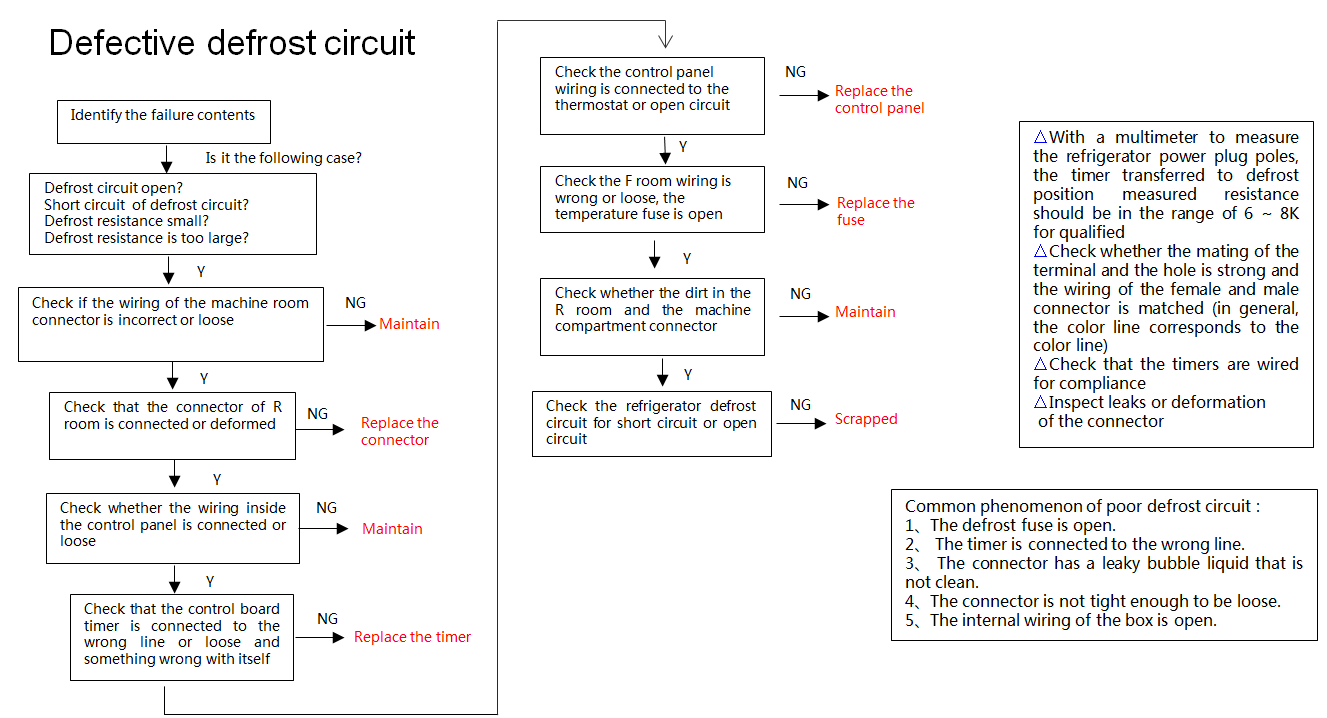 Defective defrost circuit
Identify the failure contents
Is it the following case?
Defrost circuit open?
Short circuit of defrost circuit?
Defrost resistance small?
Defrost resistance is too large?
Y
Check if the wiring of the machine room
connector is incorrect or loose
NG
Maintain
Y
Check that the connector of R
room is connected or deformed
NG
Replace the
connector
Y
Check whether the wiring inside
the control panel is connected or
loose
NG
Maintain
Y
Check that the control board
timer is connected to the
wrong line or loose and
something wrong with itself
NG
Replace the timer
Check the control panel
wiring is connected to the
thermostat or open circuit
NG
Replace the
control panel
Y
Check the F room wiring is
wrong or loose, the
temperature fuse is open
NG
Replace the
fuse
Y
Check whether the dirt in the
R room and the machine
compartment connector
NG
Maintain
Y
Check the refrigerator defrost
circuit for short circuit or open
circuit
NG
Scrapped
△With a multimeter to measure
the refrigerator power plug poles,
the timer transferred to defrost
position measured resistance
should be in the range of 6 ~ 8K
for qualified
△Check whether the mating of the
terminal and the hole is strong and
the wiring of the female and male
connector is matched (in general,
the color line corresponds to the
color line)
△Check that the timers are wired
for compliance
△Inspect leaks or deformation
of the connector
Common phenomenon of poor defrost circuit :
1、The defrost fuse is open.
2、 The timer is connected to the wrong line.
3、 The connector has a leaky bubble liquid that is
not clean.
4、The connector is not tight enough to be loose.
5、The internal wiring of the box is open.